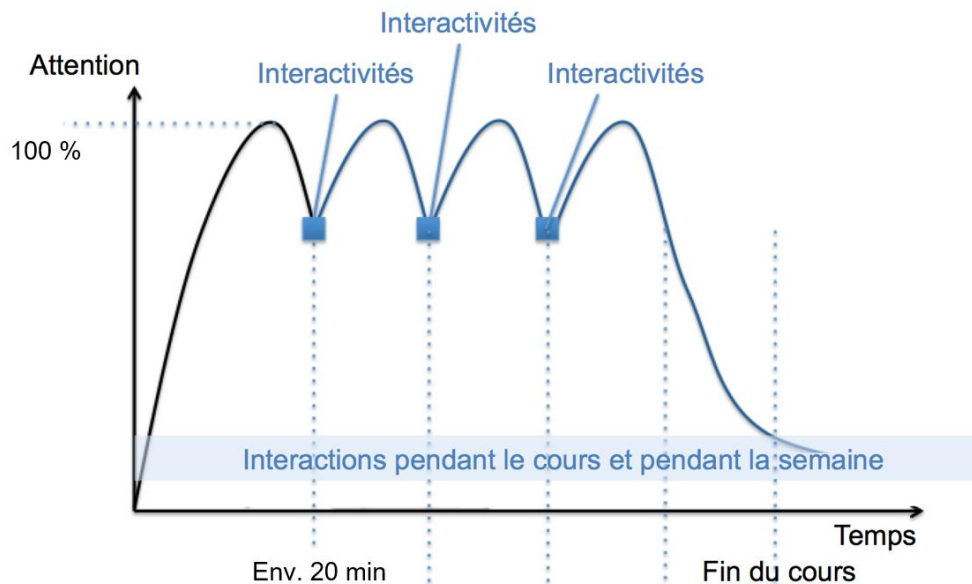 Interactivités
Attention
Interactivités
Interactivités
100 %
Interactions pendant le cours et pendant la semaine
Temps
Env. 20 min
Fin du cours